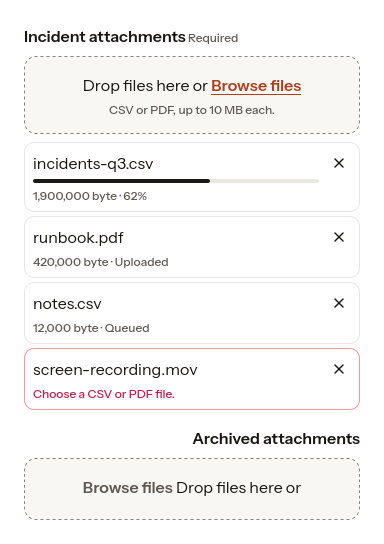 Incident attachments Required
Drop files here or Browse files
CSV or PDF, up to 10 MB each.
incidents-q3.csv
1,900,000 byte · 62%
runbook.pdf
420,000 byte · Uploaded
notes.csv
12,000 byte · Queued
screen-recording.mov
Choose a CSV or PDF file.
Archived attachments
Browse files Drop files here or